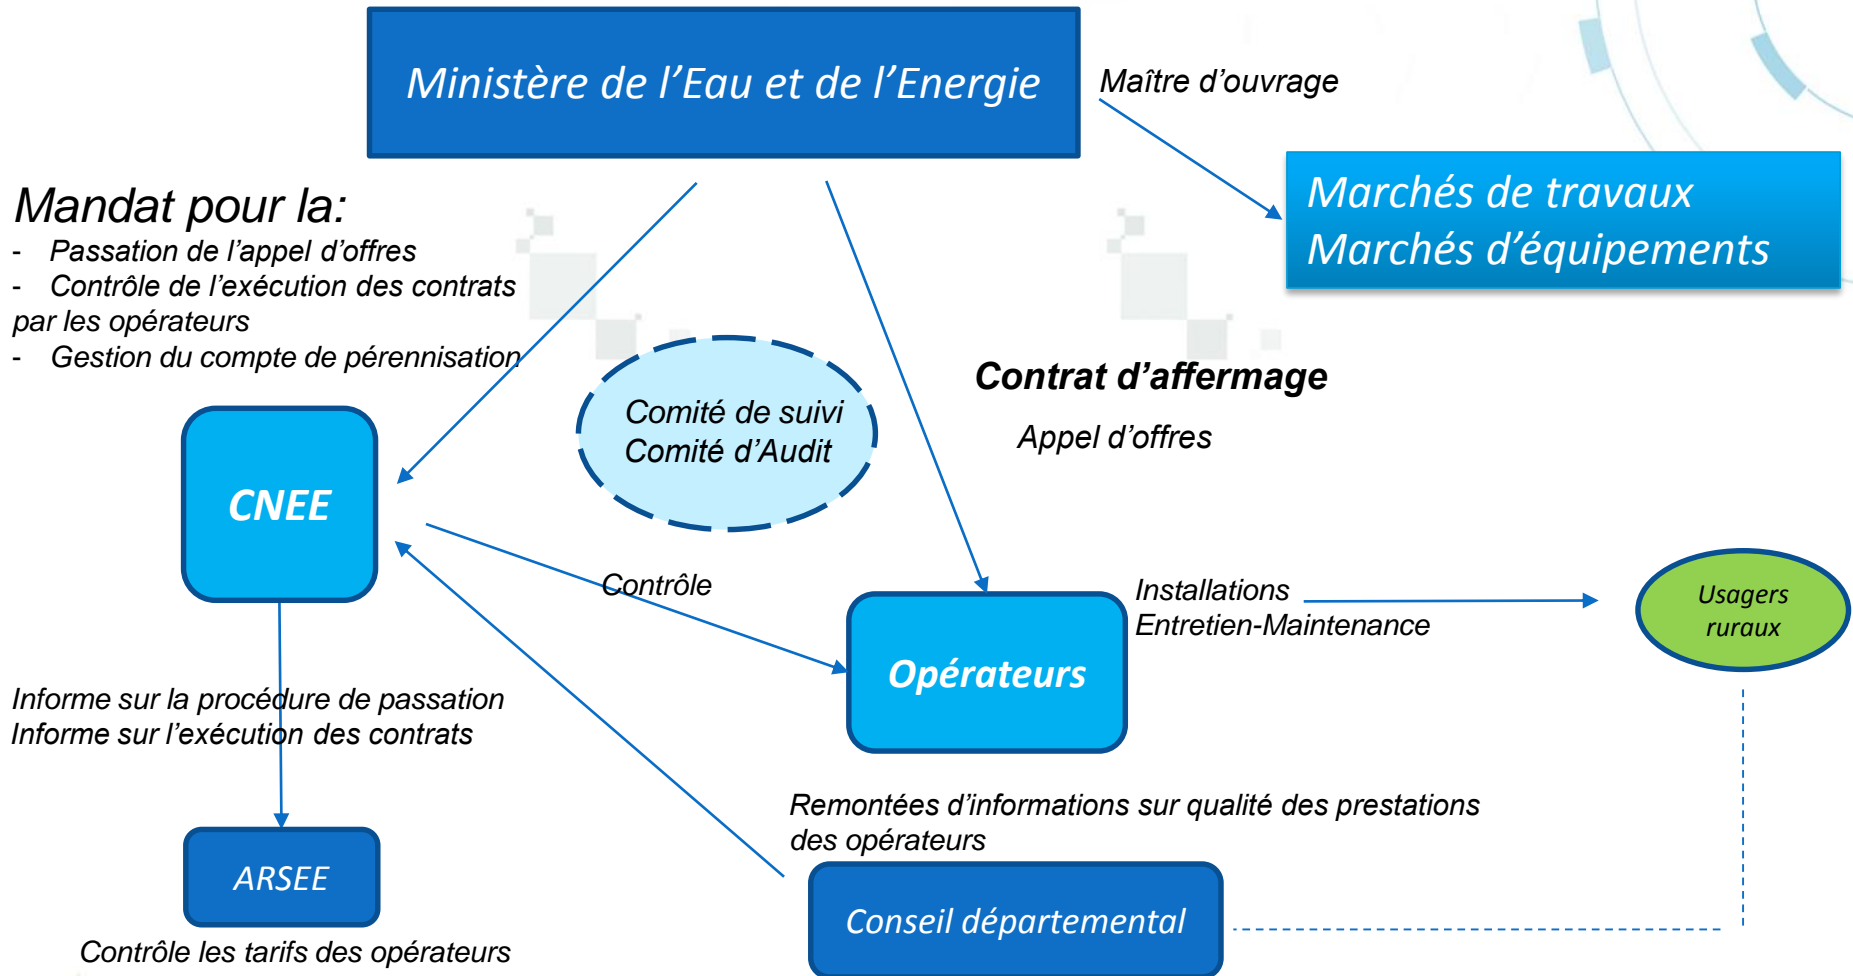 Ministère de l’Eau et de l’Energie
Maître d’ouvrage
Marchés de travaux
Marchés d’équipements
Mandat pour la:
- Passation de l’appel d’offres
- Contrôle de l’exécution des contrats
par les opérateurs
- Gestion du compte de pérennisation
Comité de suivi
Comité d’Audit
Contrat d’affermage
Appel d’offres
CNEE
Contrôle
Opérateurs
Installations
Entretien-Maintenance
Usagers
ruraux
Informe sur la procédure de passation
Informe sur l’exécution des contrats
Remontées d’informations sur qualité des prestations
des opérateurs
ARSEE
Conseil départemental
Contrôle les tarifs des opérateurs